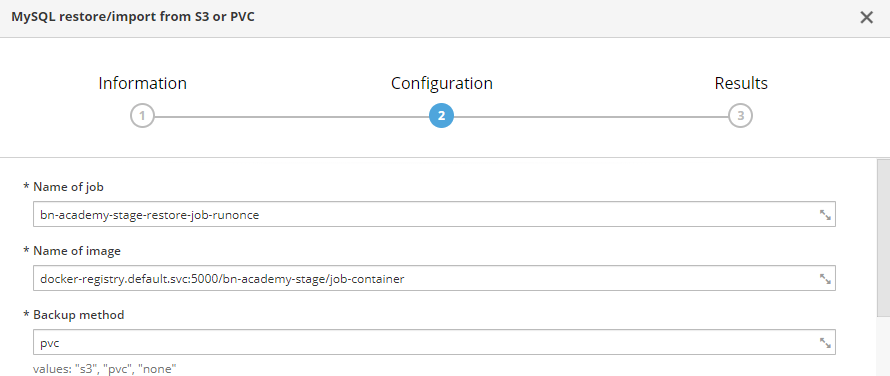 MySQL restore/import from S3 or PVC
Information
Configuration
Results
1
2
3
* Name of job
bn-academy-stage-restore-job-runonce
* Name of image
docker-registry.default.svc:5000/bn-academy-stage/job-container
* Backup method
pvc
values: "s3", "pvc", "none"